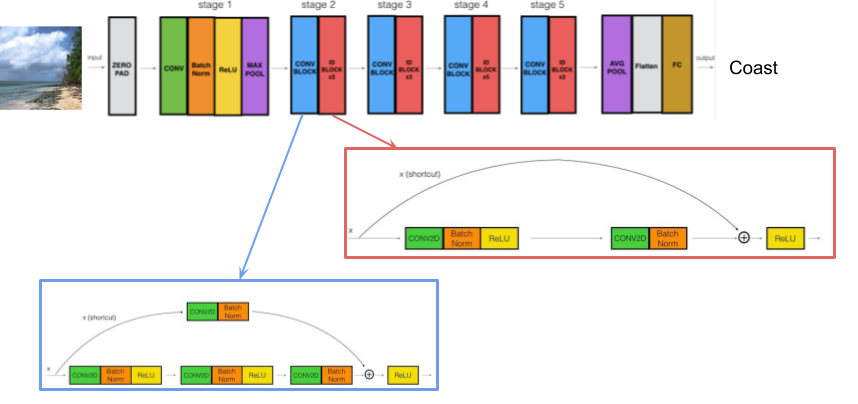 stage 1
stage 2
stage 3
stage 4
stage 5
input
ZERO
PAD
CONV
Batch
Norm
ReLU
MAX
POOL
CONV
BLOCK
ID
BLOCK
x2
CONV
BLOCK
ID
BLOCK
x3
CONV
BLOCK
ID
BLOCK
x5
CONV
BLOCK
ID
BLOCK
x2
AVG
POOL
Flatten
FC
output
Coast
x (shortcut)
x
CONV2D
Batch
Norm
ReLU
CONV2D
Batch
Norm
ReLU
x (shortcut)
CONV2D
Batch
Norm
x
CONV2D
Batch
Norm
ReLU
CONV2D
Batch
Norm
ReLU
CONV2D
Batch
Norm
ReLU